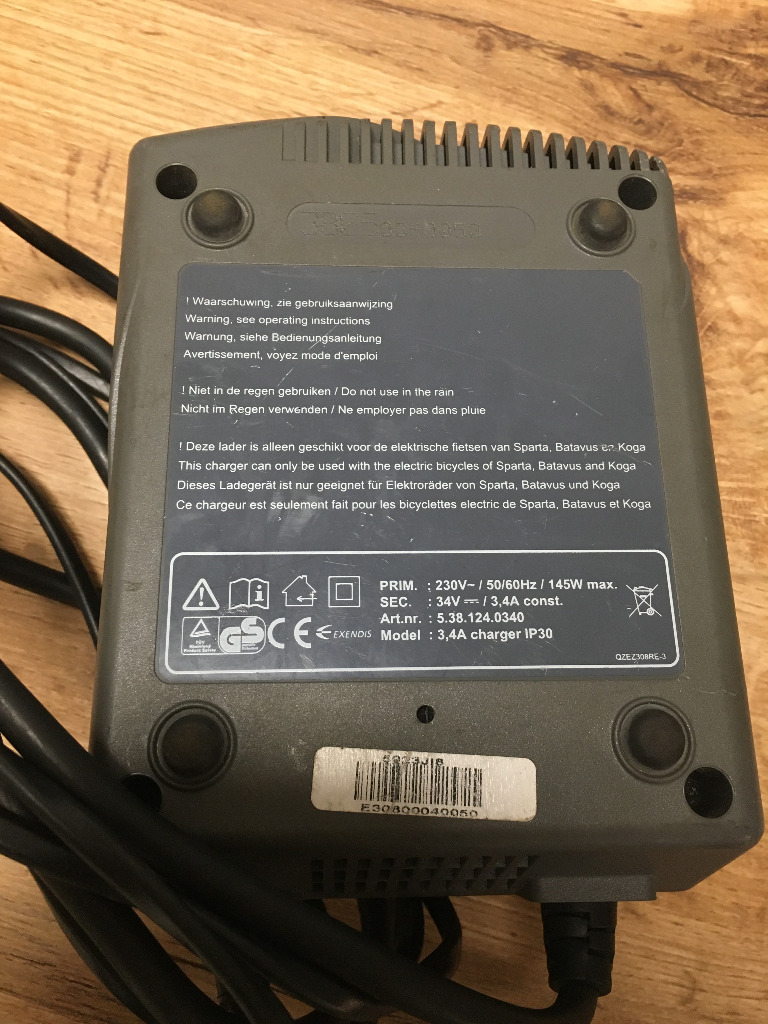 ! Waarschuwing, zie gebruiksaanwijzing
Warning, see operating instructions
Warnung, siehe Bedienungsanleitung
Avertissement, voyez mode d'emploi
! Niet in de regen gebruiken / Do not use in the rain
Nicht im Regen verwenden / Ne employer pas dans pluie
! Deze lader is alleen geschikt voor de elektrische fietsen van Sparta, Batavus en Koga
This charger can only be used with the electric bicycles of Sparta, Batavus and Koga
Dieses Ladegerät ist nur geeignet für Elektroräder von Sparta, Batavus und Koga
Ce chargeur est seulement fait pour les bicyclettes electric de Sparta, Batavus et Koga
PRIM. : 230V~ / 50/60Hz / 145W max.
SEC. : 34V ⎓ / 3,4A const.
Art.nr. : 5.38.124.0340
Model : 3,4A charger IP30
TÜV
Rheinland
Product Safety
GS
CE
EXENDIS
QZEZ308RE-3
E30800040050